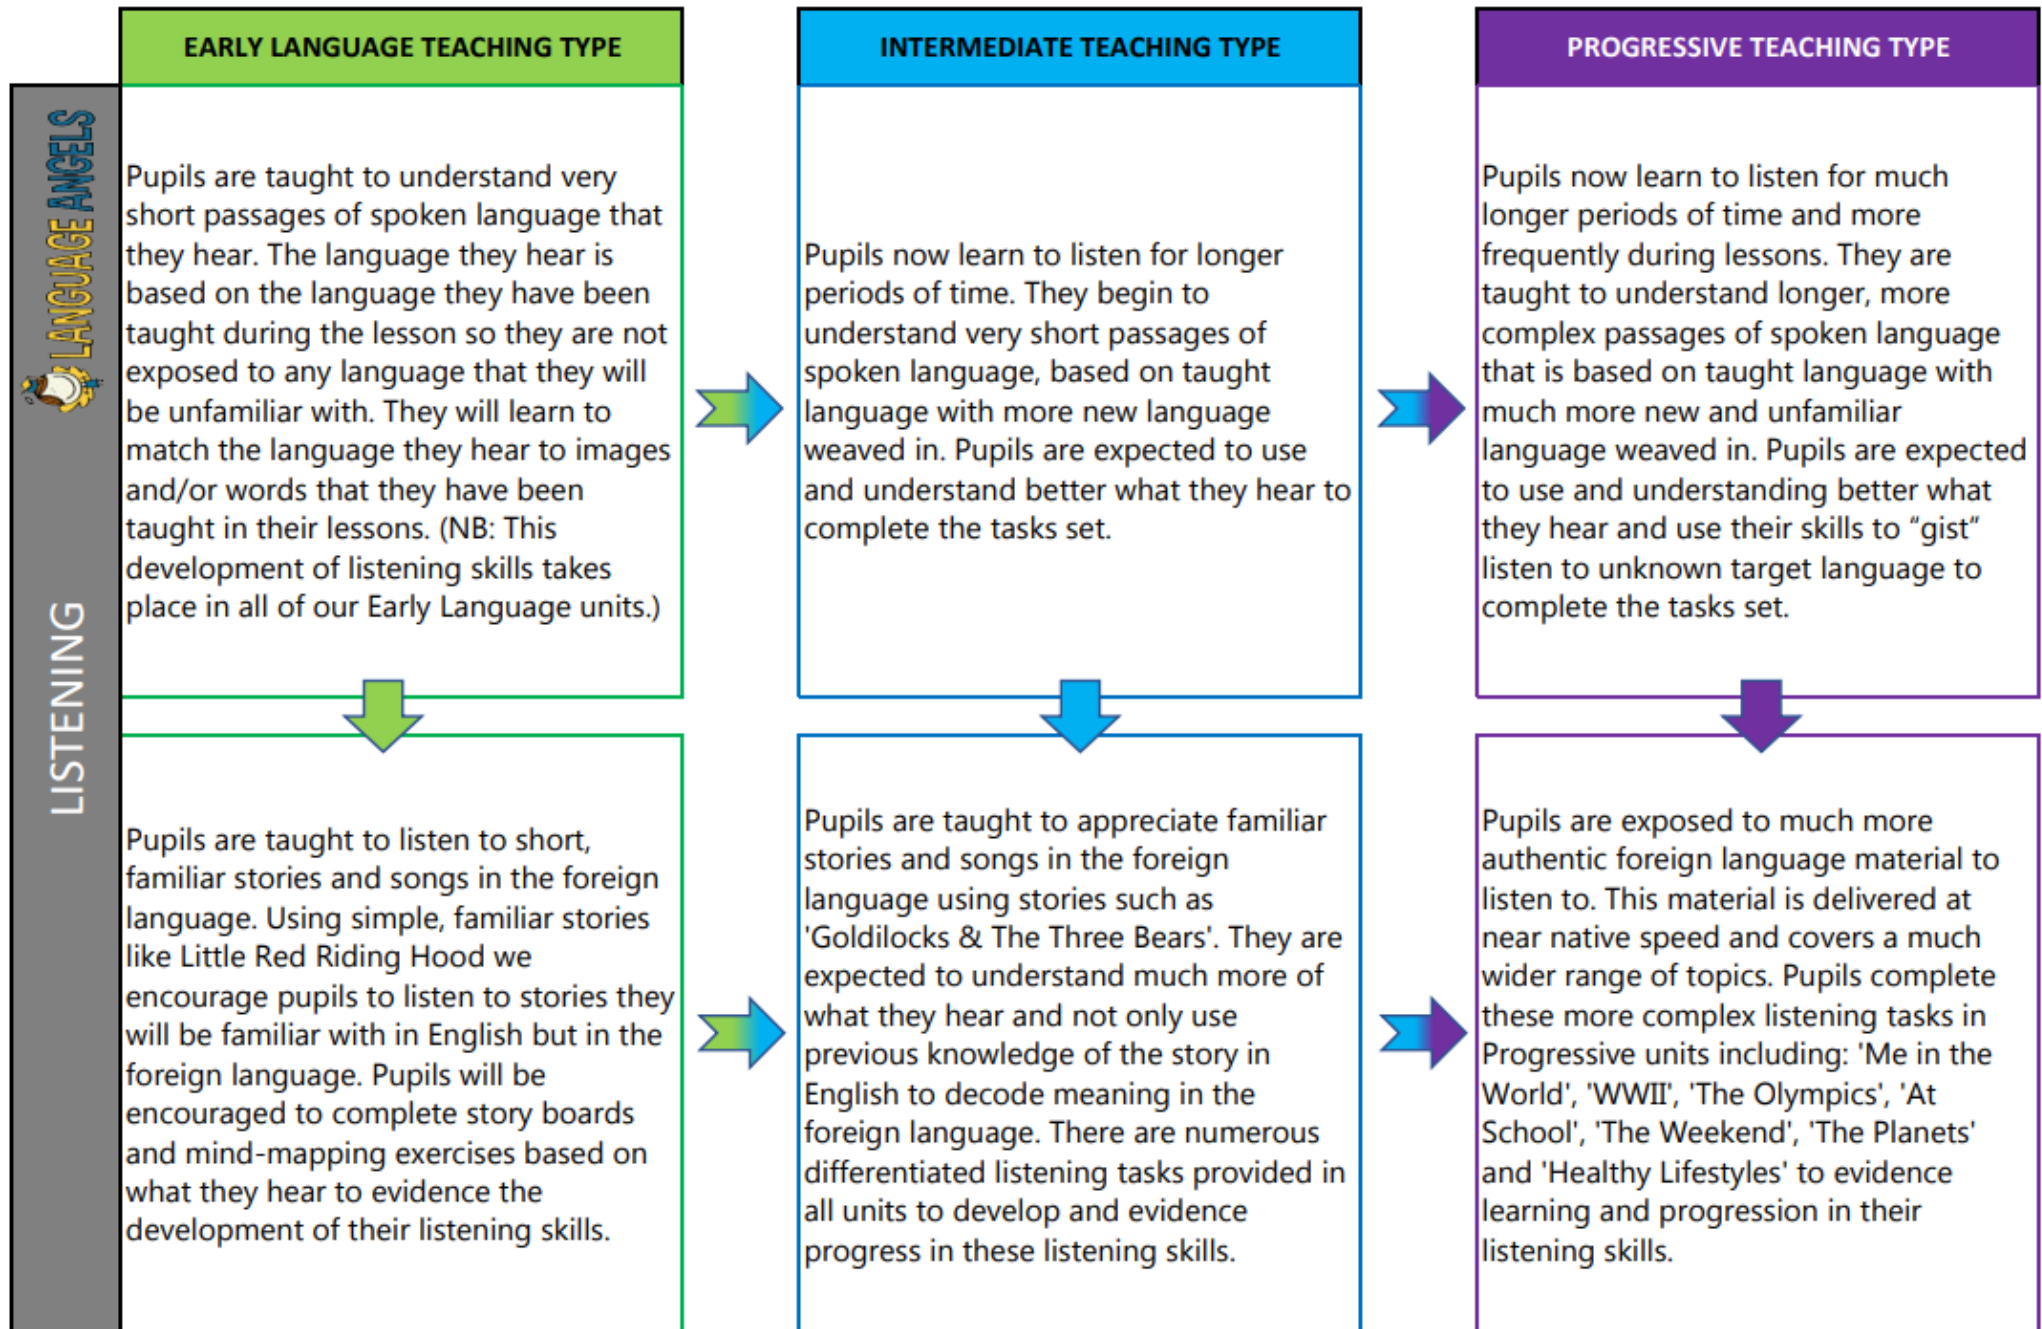 EARLY LANGUAGE TEACHING TYPE
INTERMEDIATE TEACHING TYPE
PROGRESSIVE TEACHING TYPE
LANGUAGE ANGELS
LISTENING
Pupils are taught to understand very
short passages of spoken language that
they hear. The language they hear is
based on the language they have been
taught during the lesson so they are not
exposed to any language that they will
be unfamiliar with. They will learn to
match the language they hear to images
and/or words that they have been
taught in their lessons. (NB: This
development of listening skills takes
place in all of our Early Language units.)
Pupils now learn to listen for longer
periods of time. They begin to
understand very short passages of
spoken language, based on taught
language with more new language
weaved in. Pupils are expected to use
and understand better what they hear to
complete the tasks set.
Pupils now learn to listen for much
longer periods of time and more
frequently during lessons. They are
taught to understand longer, more
complex passages of spoken language
that is based on taught language with
much more new and unfamiliar
language weaved in. Pupils are expected
to use and understanding better what
they hear and use their skills to “gist”
listen to unknown target language to
complete the tasks set.
Pupils are taught to listen to short,
familiar stories and songs in the foreign
language. Using simple, familiar stories
like Little Red Riding Hood we
encourage pupils to listen to stories they
will be familiar with in English but in the
foreign language. Pupils will be
encouraged to complete story boards
and mind-mapping exercises based on
what they hear to evidence the
development of their listening skills.
Pupils are taught to appreciate familiar
stories and songs in the foreign
language using stories such as
'Goldilocks & The Three Bears'. They are
expected to understand much more of
what they hear and not only use
previous knowledge of the story in
English to decode meaning in the
foreign language. There are numerous
differentiated listening tasks provided in
all units to develop and evidence
progress in these listening skills.
Pupils are exposed to much more
authentic foreign language material to
listen to. This material is delivered at
near native speed and covers a much
wider range of topics. Pupils complete
these more complex listening tasks in
Progressive units including: 'Me in the
World', 'WWII', 'The Olympics', 'At
School', 'The Weekend', 'The Planets'
and 'Healthy Lifestyles' to evidence
learning and progression in their
listening skills.